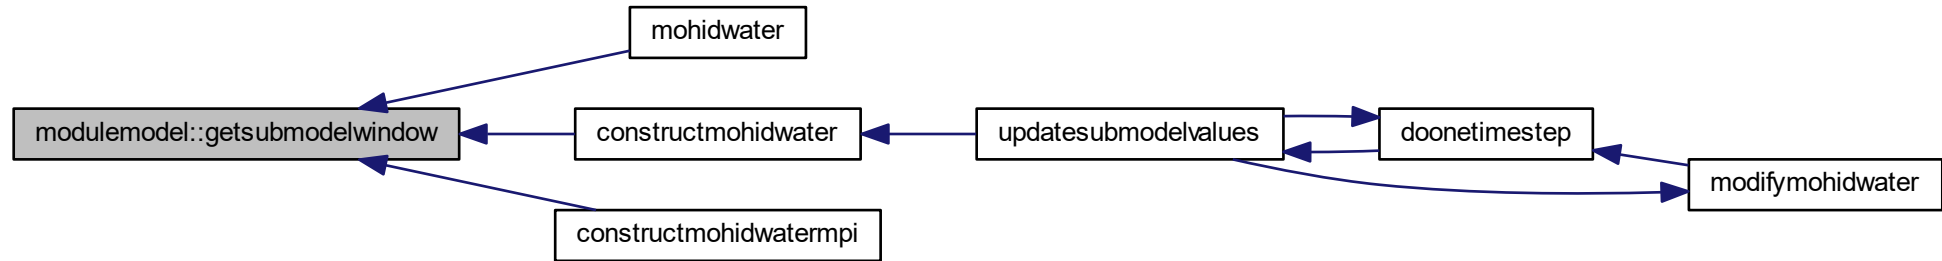 mohidwater
modulemodel::getsubmodelwindow
constructmohidwater
updatesubmodelvalues
doonetimestep
modifymohidwater
constructmohidwatermpi